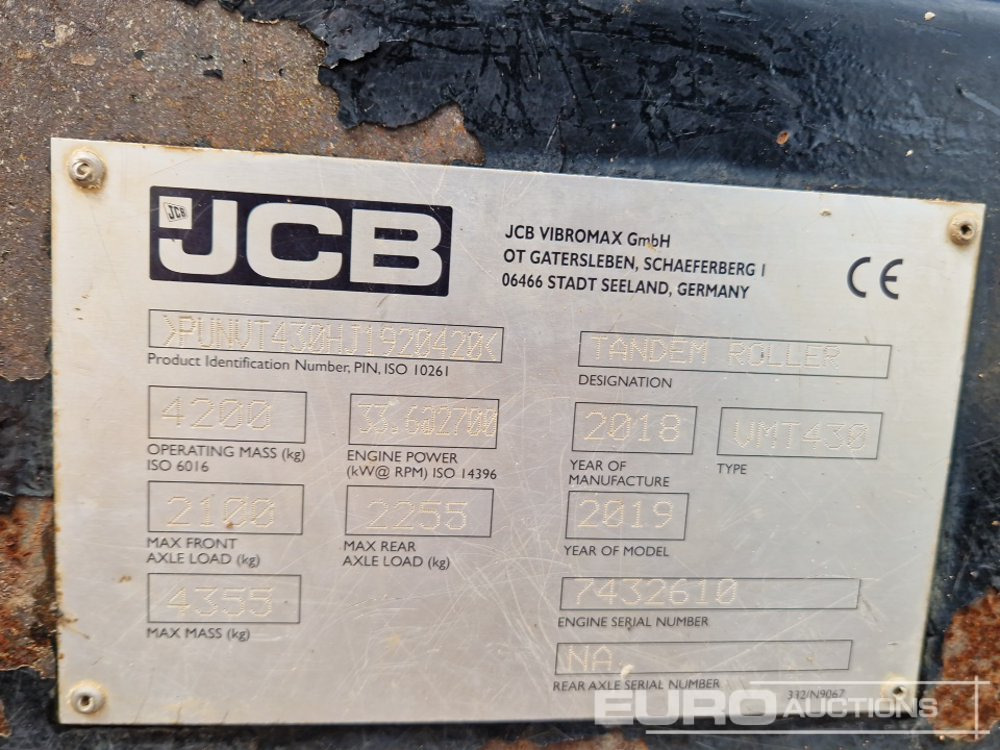 JCB
JCB
JCB VIBROMAX GmbH
OT GATERSLEBEN, SCHAEFERBERG 1
06466 STADT SEELAND, GERMANY
CE
>PUNVT430HJ1920420<
Product Identification Number, PIN, ISO 10261
TANDEM ROLLER
DESIGNATION
4200
OPERATING MASS (kg)
ISO 6016
33.6@2700
ENGINE POWER
(kW@ RPM) ISO 14396
2018
YEAR OF
MANUFACTURE
VMT430
TYPE
2100
MAX FRONT
AXLE LOAD (kg)
2255
MAX REAR
AXLE LOAD (kg)
2019
YEAR OF MODEL
4355
MAX MASS (kg)
7432610
ENGINE SERIAL NUMBER
NA
REAR AXLE SERIAL NUMBER
332/N9067
EURO AUCTIONS